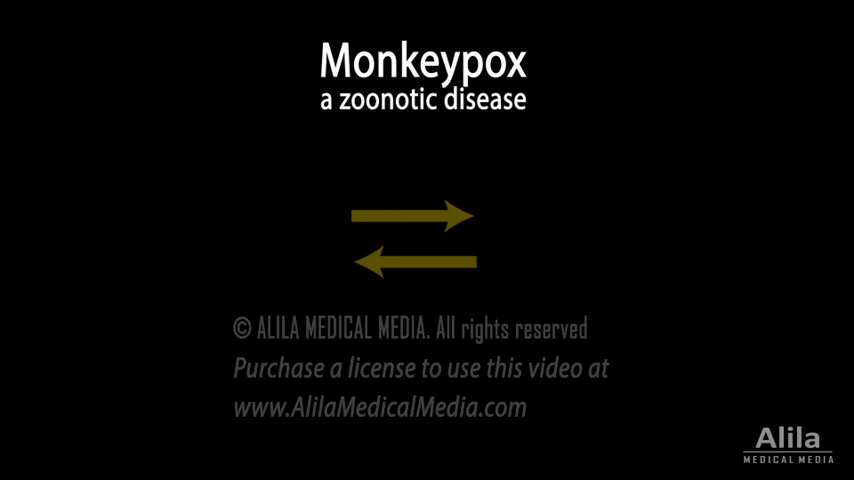 Monkeypox
a zoonotic disease
© ALILA MEDICAL MEDIA. All rights reserved
Purchase a license to use this video at
www.AlilaMedicalMedia.com
Alila
MEDICAL MEDIA